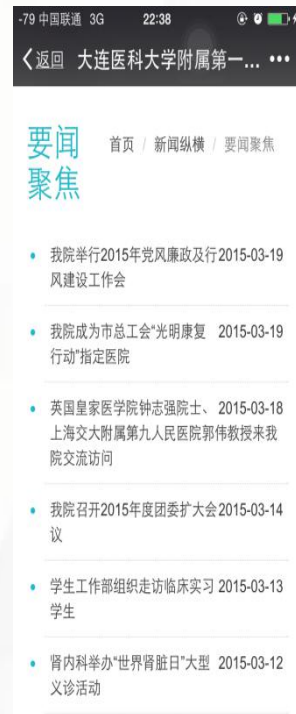 -79 中国联通 3G 22:38
返回 大连医科大学附属第一... •••
要闻
聚焦
首页 / 新闻纵横 / 要闻聚焦
我院举行2015年党风廉政及行 2015-03-19
风建设工作会
我院成为市总工会“光明康复 2015-03-19
行动”指定医院
英国皇家医学院钟志强院士、 2015-03-18
上海交大附属第九人民医院郭伟教授来我
院交流访问
我院召开2015年度团委扩大会 2015-03-14
议
学生工作部组织走访临床实习 2015-03-13
学生
肾内科举办“世界肾脏日”大型 2015-03-12
义诊活动